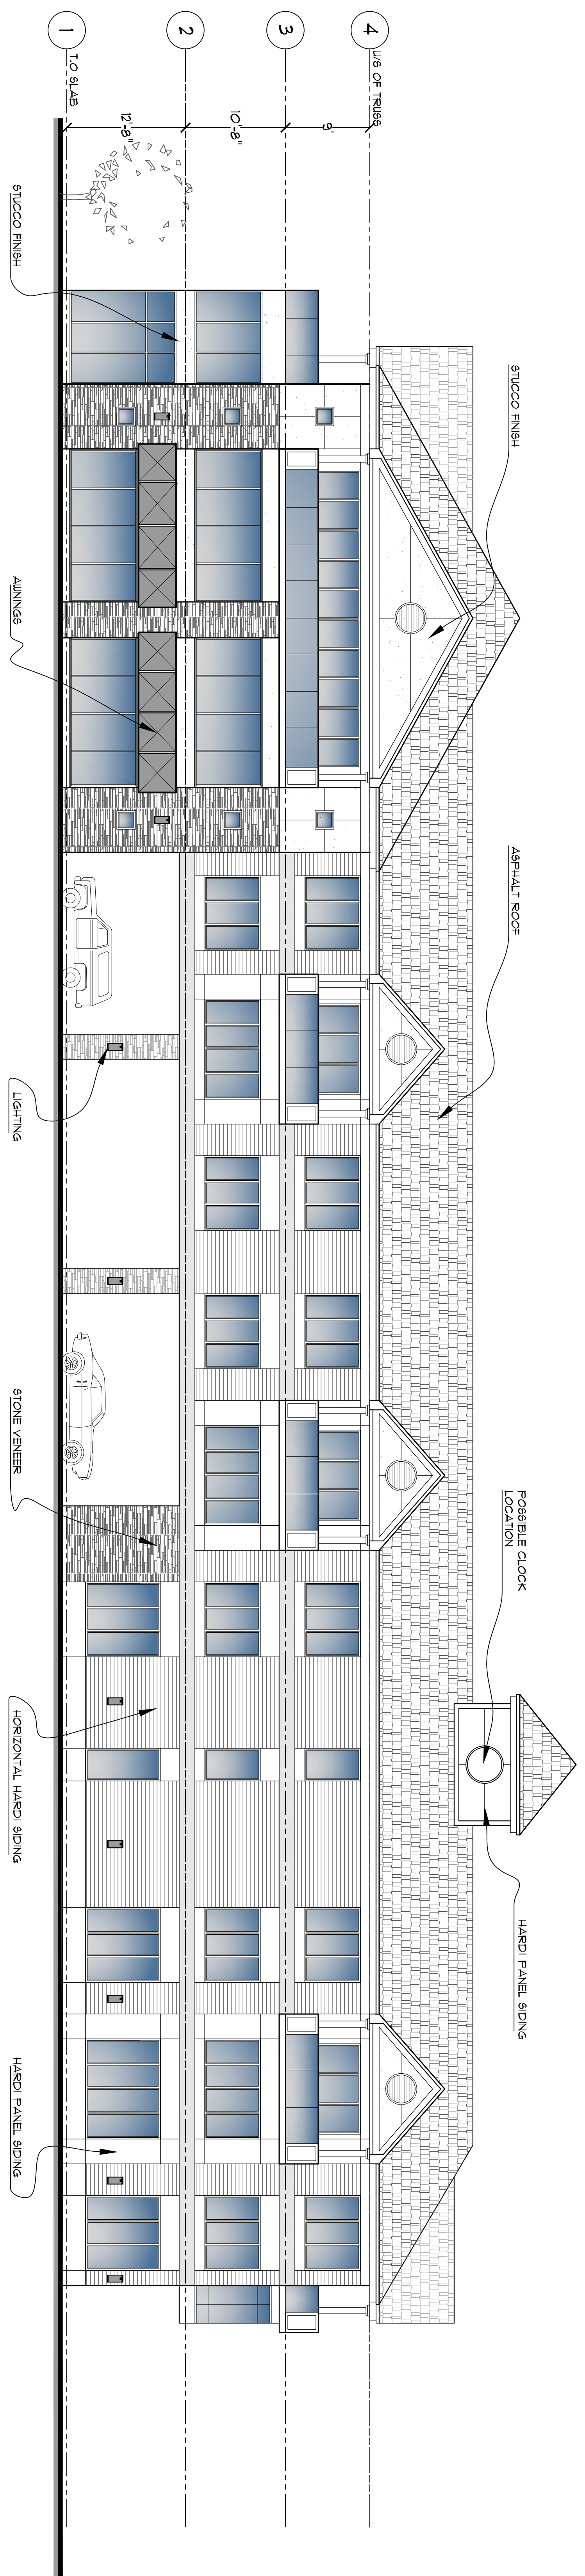 4
U/S OF TRUSS
9'
3
10'-8"
2
12'-8"
1
T.O SLAB
STUCCO FINISH
ASPHALT ROOF
POSSIBLE CLOCK
LOCATION
HARDI PANEL SIDING
STUCCO FINISH
AWNINGS
LIGHTING
STONE VENEER
HORIZONTAL HARDI SIDING
HARDI PANEL SIDING